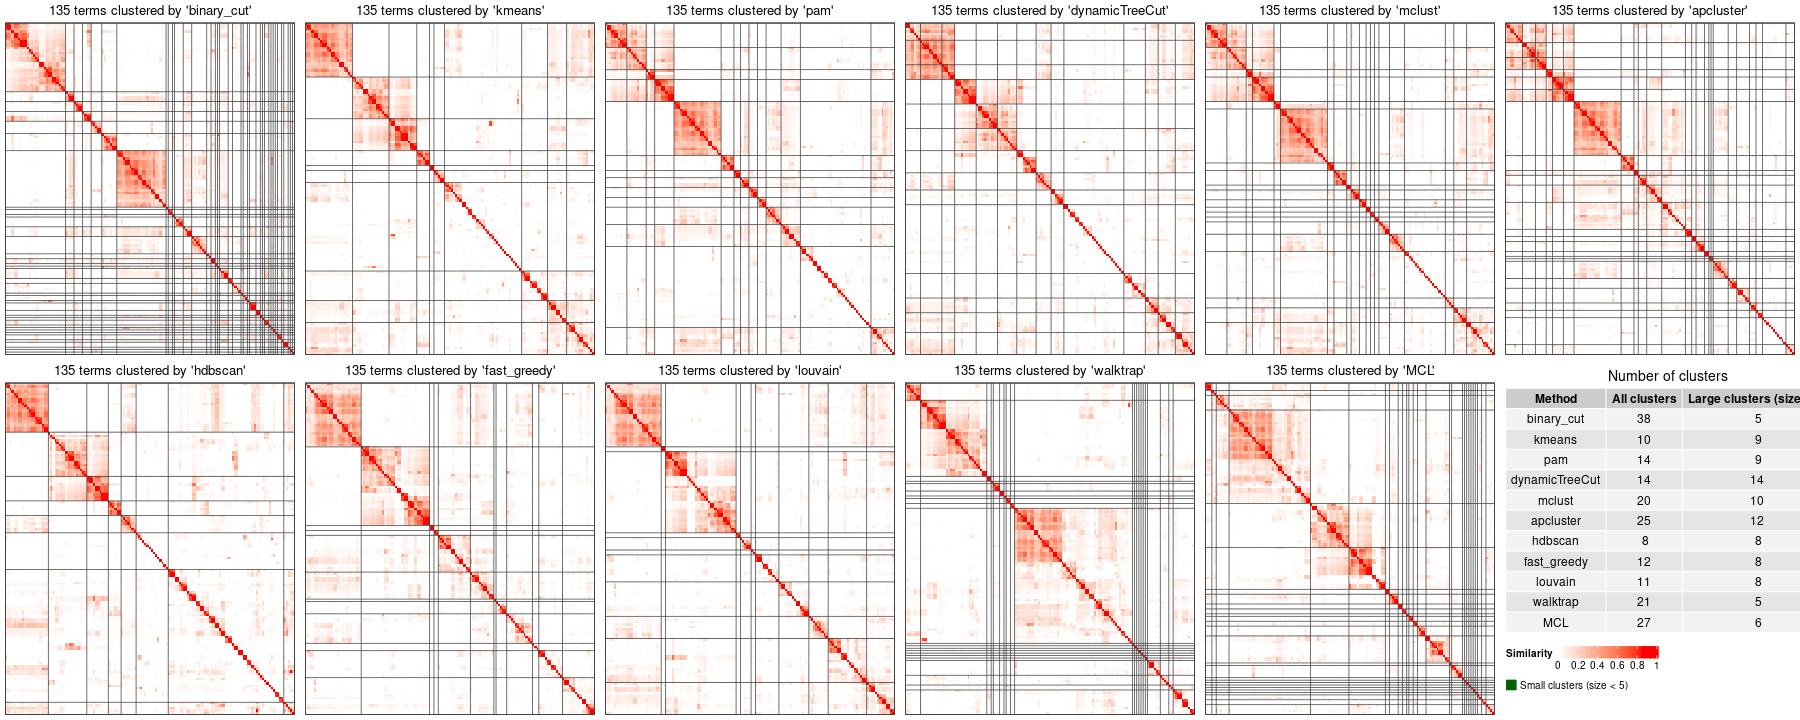 135 terms clustered by 'binary_cut'
135 terms clustered by 'kmeans'
135 terms clustered by 'pam'
135 terms clustered by 'dynamicTreeCut'
135 terms clustered by 'mclust'
135 terms clustered by 'apcluster'
135 terms clustered by 'hdbscan'
135 terms clustered by 'fast_greedy'
135 terms clustered by 'louvain'
135 terms clustered by 'walktrap'
135 terms clustered by 'MCL'
Number of clusters
Method All clusters Large clusters (size
binary_cut 38 5
kmeans 10 9
pam 14 9
dynamicTreeCut 14 14
mclust 20 10
apcluster 25 12
hdbscan 8 8
fast_greedy 12 8
louvain 11 8
walktrap 21 5
MCL 27 6
Similarity
0 0.2 0.4 0.6 0.8 1
Small clusters (size < 5)